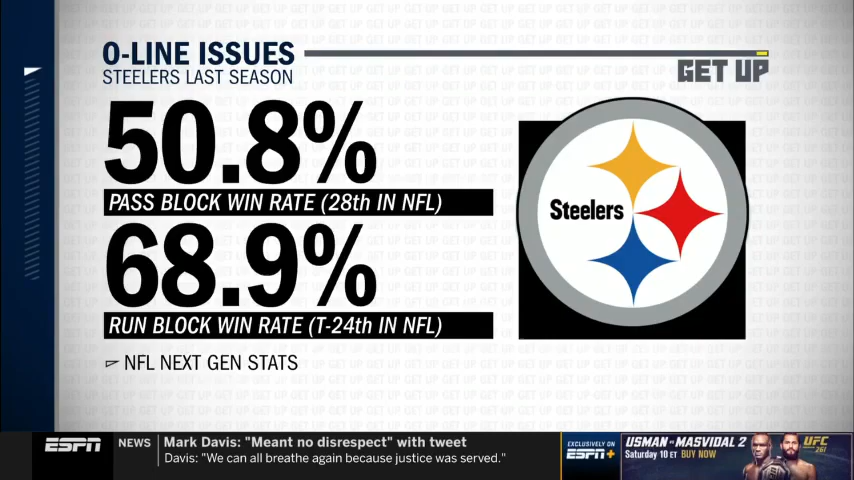 O-LINE ISSUES
STEELERS LAST SEASON
GET UP
50.8%
PASS BLOCK WIN RATE (28th IN NFL)
68.9%
RUN BLOCK WIN RATE (T-24th IN NFL)
NFL NEXT GEN STATS
Steelers
ESPN
NEWS
Mark Davis: "Meant no disrespect" with tweet
Davis: "We can all breathe again because justice was served."
EXCLUSIVELY ON
ESPN+
USMAN vs MASVIDAL 2
Saturday 10 ET BUY NOW
UFC
261